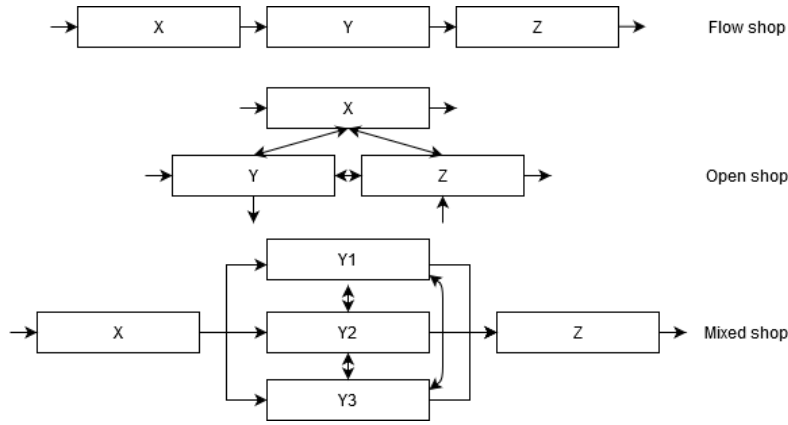 X Y Z Flow shop
X
Y Z Open shop
Y1
X Y2 Z Mixed shop
Y3